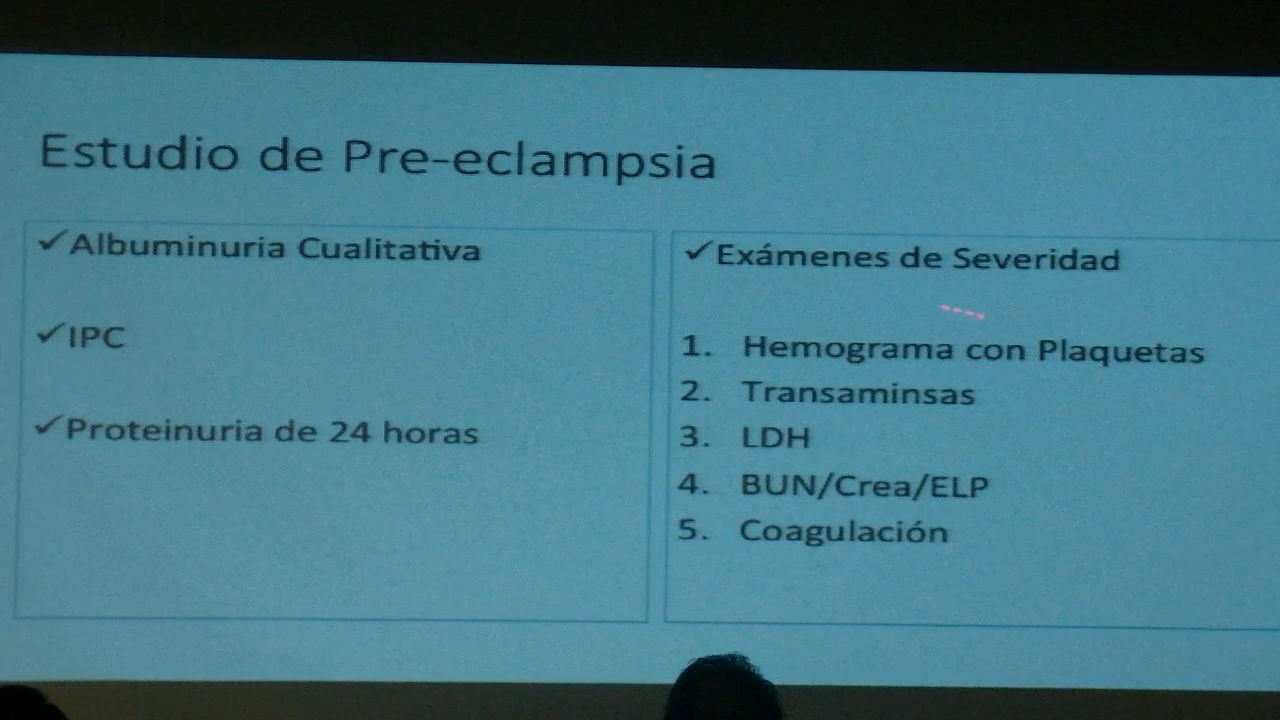 Estudio de Pre-eclampsia
✓Albuminuria Cualitativa
✓IPC
✓Proteinuria de 24 horas
✓Exámenes de Severidad
1. Hemograma con Plaquetas
2. Transaminsas
3. LDH
4. BUN/Crea/ELP
5. Coagulación